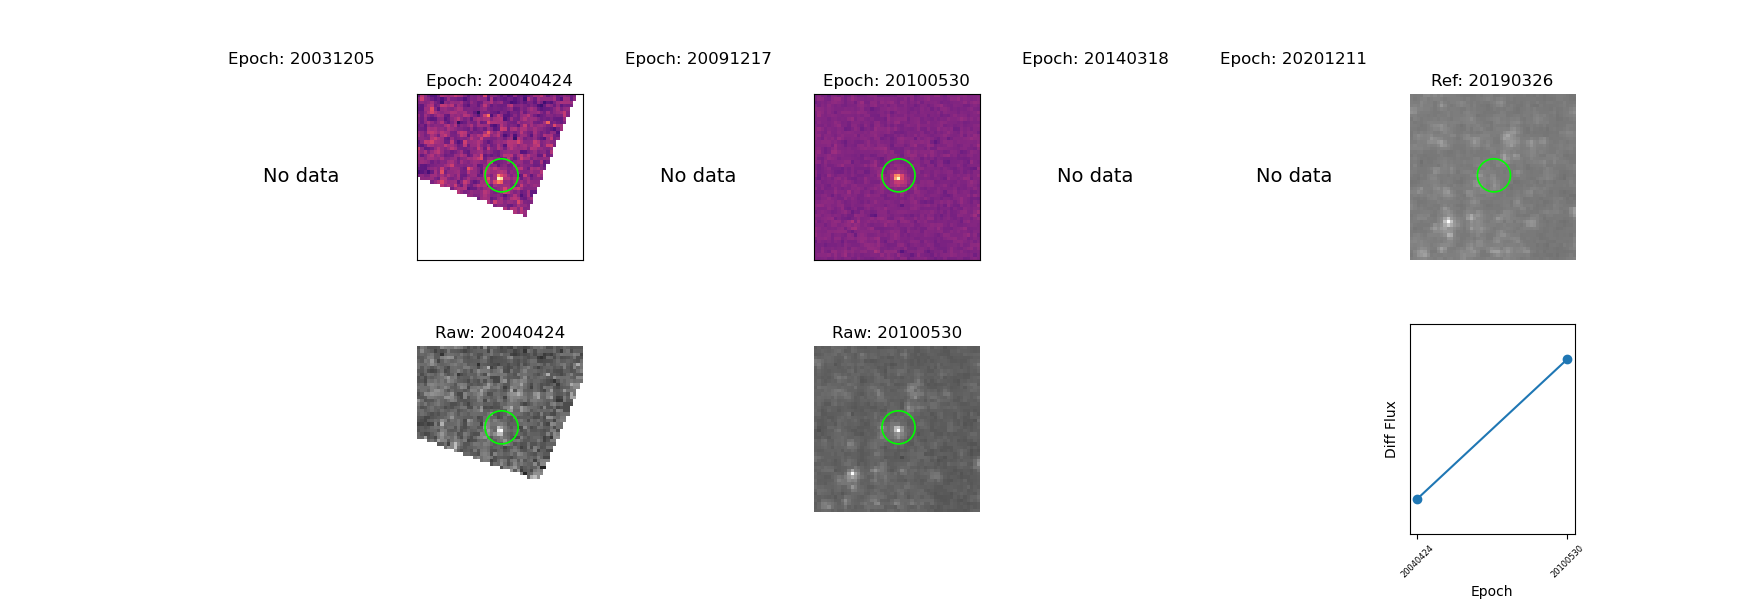 Epoch: 20031205
Epoch: 20040424
Epoch: 20091217
Epoch: 20100530
Epoch: 20140318
Epoch: 20201211
Ref: 20190326
No data
No data
No data
No data
Raw: 20040424
Raw: 20100530
Diff Flux
20040424
20100530
Epoch